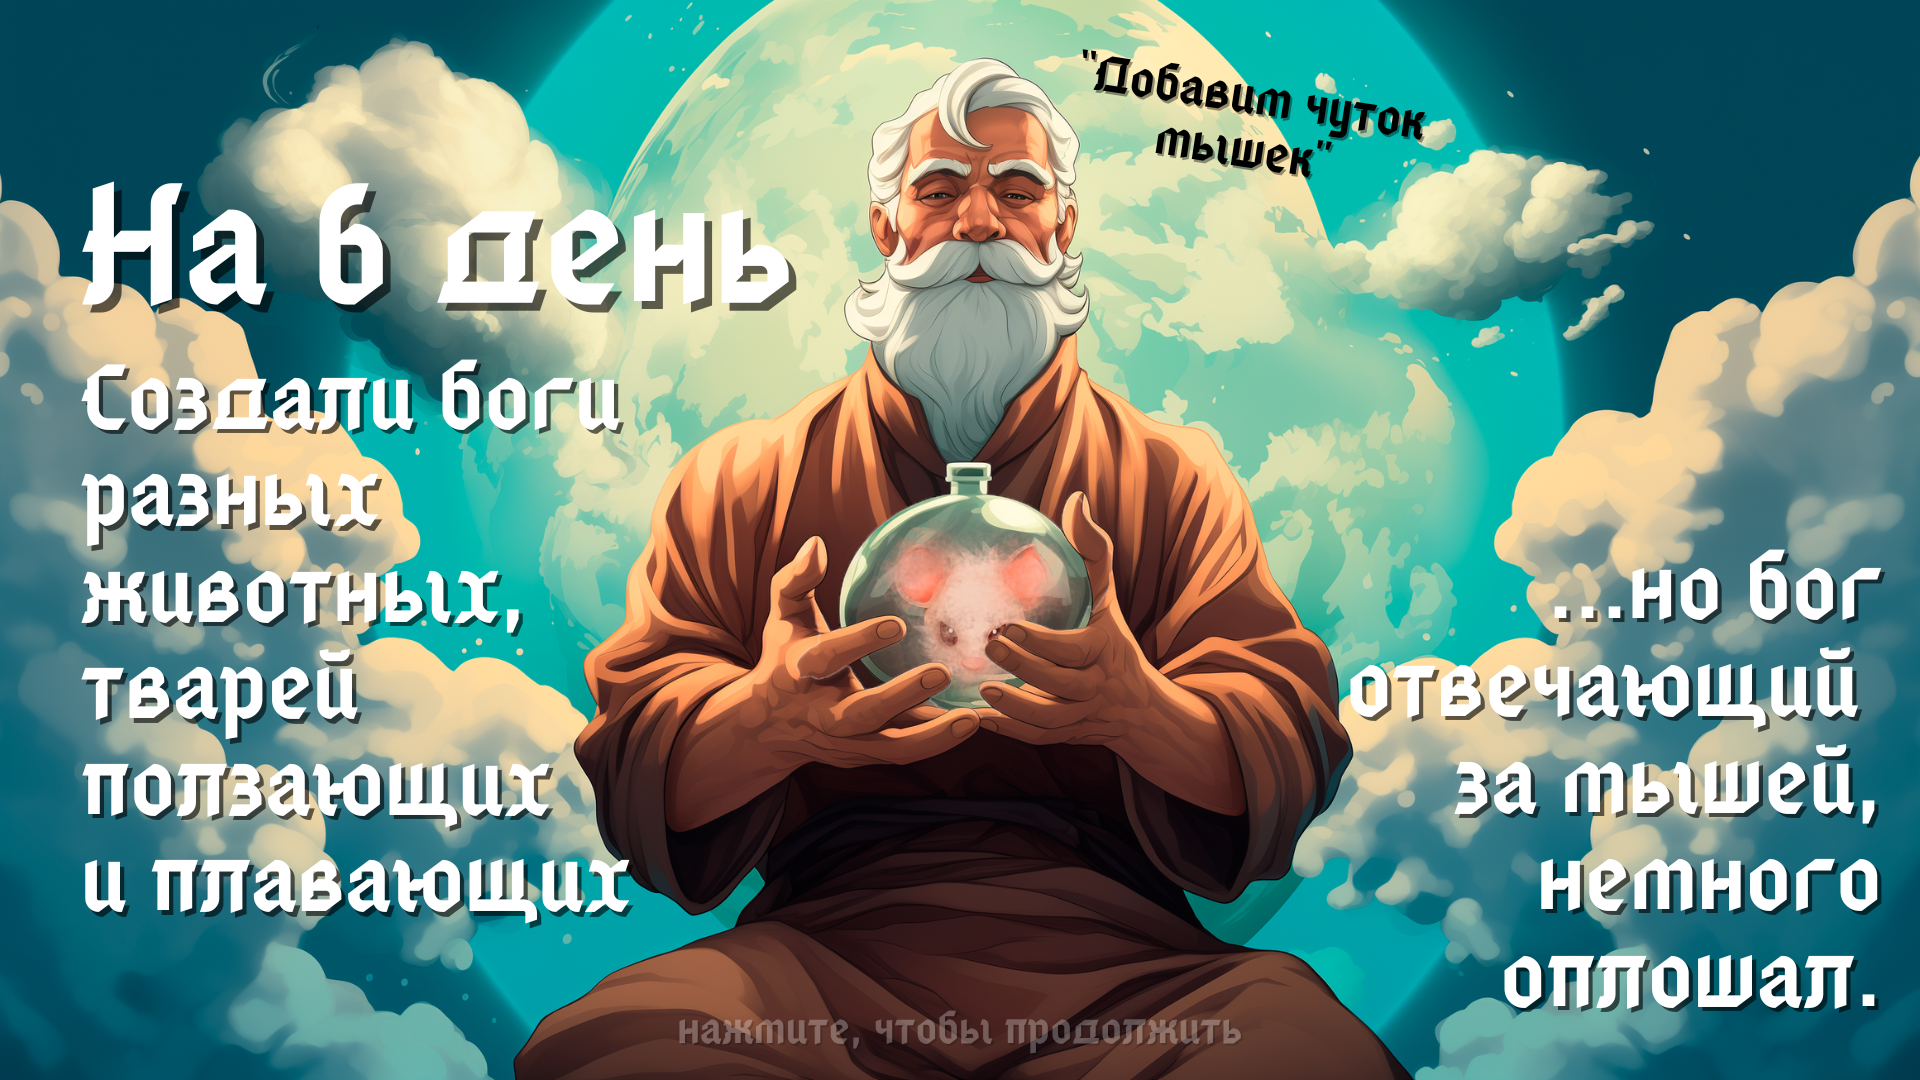 "Добавим чуток
мышек"
На 6 день
Создали боги
разных
животных,
тварей
ползающих
и плавающих
...но бог
отвечающий
за мышей,
немного
оплошал.
нажмите, чтобы продолжить